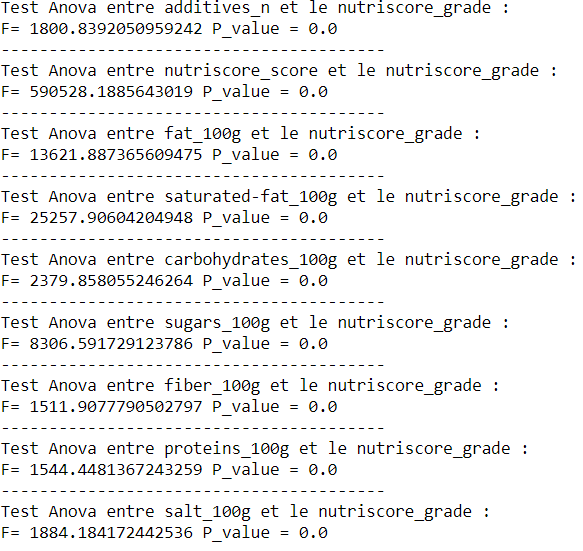 Test Anova entre additives_n et le nutriscore_grade :
F= 1800.8392050959242 P_value = 0.0
----------------------------------------
Test Anova entre nutriscore_score et le nutriscore_grade :
F= 590528.1885643019 P_value = 0.0
----------------------------------------
Test Anova entre fat_100g et le nutriscore_grade :
F= 13621.887365609475 P_value = 0.0
----------------------------------------
Test Anova entre saturated-fat_100g et le nutriscore_grade :
F= 25257.90604204948 P_value = 0.0
----------------------------------------
Test Anova entre carbohydrates_100g et le nutriscore_grade :
F= 2379.858055246264 P_value = 0.0
----------------------------------------
Test Anova entre sugars_100g et le nutriscore_grade :
F= 8306.591729123786 P_value = 0.0
----------------------------------------
Test Anova entre fiber_100g et le nutriscore_grade :
F= 1511.9077790502797 P_value = 0.0
----------------------------------------
Test Anova entre proteins_100g et le nutriscore_grade :
F= 1544.4481367243259 P_value = 0.0
----------------------------------------
Test Anova entre salt_100g et le nutriscore_grade :
F= 1884.184172442536 P_value = 0.0